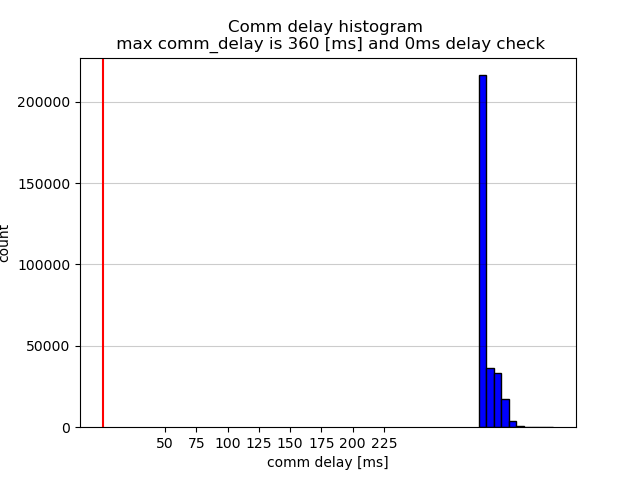 Comm delay histogram
max comm_delay is 360 [ms] and 0ms delay check
200000
150000
100000
50000
0
count
50 75 100 125 150 175 200 225
comm delay [ms]